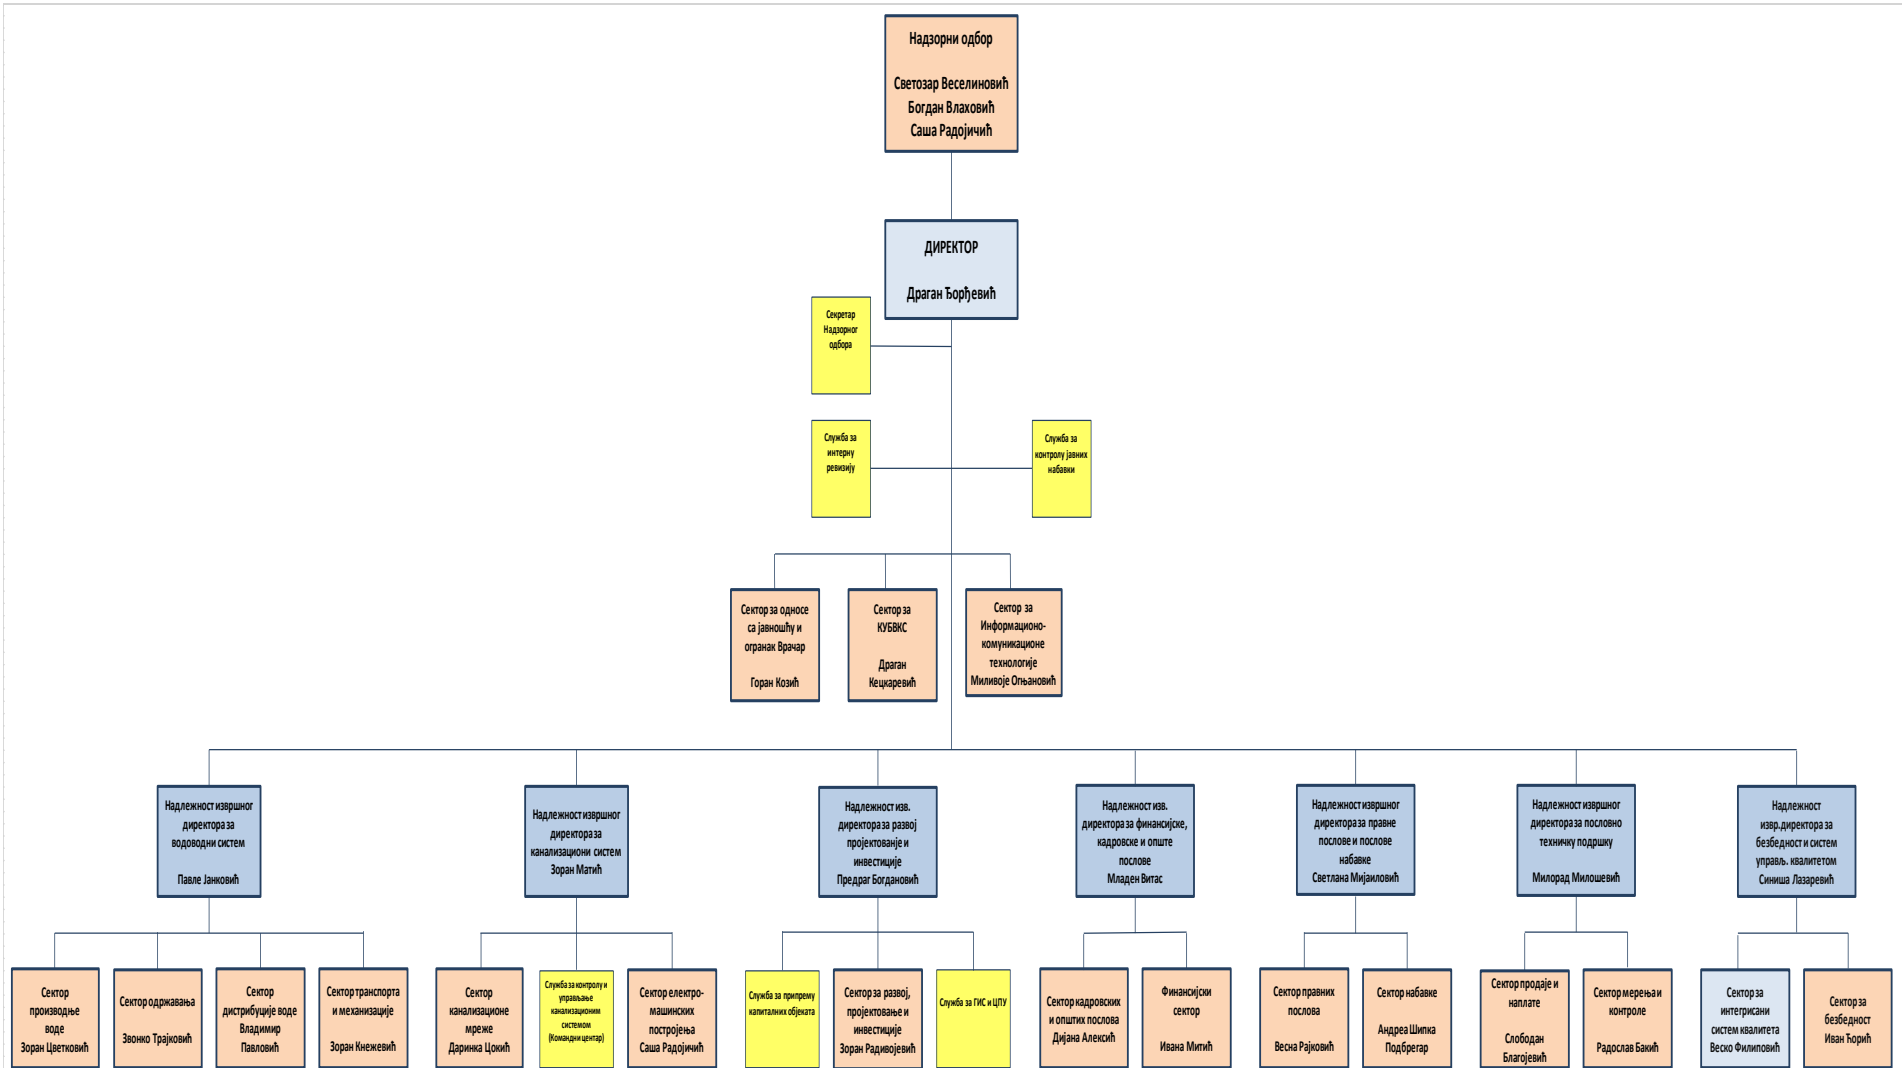 Надзорни одбор
Светозар Веселиновић
Богдан Влаховић
Саша Радојичић
ДИРЕКТОР
Драган Ђорђевић
Секретар
Надзорног
одбора
Служба за
интерну
ревизију
Служба за
контролу јавних
набавки
Сектор за односе
са јавношћу и
огранак Врачар
Горан Козић
Сектор за
КУБВКС
Драган
Кецкаревић
Сектор за
Информационо-
комуникационе
технологије
Миливоје Огњановић
Надлежност извршног
директора за
водоводни систем
Павле Јанковић
Надлежност извршног
директора за
канализациони систем
Зоран Матић
Надлежност изв.
директора за развој
пројектованје и
инвестиције
Предраг Богдановић
Надлежност изв.
директора за финансијске,
кадровске и опште
послове
Младен Витас
Надлежност извршног
директора за правне
послове и послове
набавке
Светлана Мијаиловић
Надлежност извршног
директора за пословно
техничку подршку
Милорад Милошевић
Надлежност
извр.директора за
безбедност и систем
управљ. квалитетом
Синиша Лазаревић
Сектор
производње
воде
Зоран Цветковић
Сектор одржавања
Звонко Трајковић
Сектор
дистрибуције воде
Владимир
Павловић
Сектор транспорта
и механизације
Зоран Кнежевић
Сектор
канализационе
мреже
Даринка Цокић
Служба за контролу и
управљање
канализационим
системом
(Командни центар)
Сектор електро-
машинских
постројења
Саша Радојичић
Служба за припрему
капиталних објеката
Сектор за развој,
пројектовање и
инвестиције
Зоран Радивојевић
Служба за ГИС и ЦПУ
Сектор кадровских
и општих послова
Дијана Алексић
Финансијски
сектор
Ивана Митић
Сектор правних
послова
Весна Рајковић
Сектор набавке
Андреа Шипка
Подбрегар
Сектор продаје и
наплате
Слободан
Благојевић
Сектор мерења и
контроле
Радослав Бакић
Сектор за
интегрисани
систем квалитета
Веско Филиповић
Сектор за
безбедност
Иван Ћорић